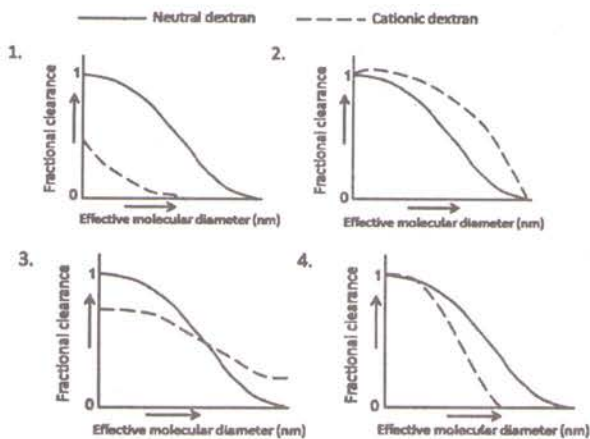 Neutral dextran Cationic dextran
1.
Fractional clearance
1
0
Effective molecular diameter (nm)
2.
Fractional clearance
1
0
Effective molecular diameter (nm)
3.
Fractional clearance
1
0
Effective molecular diameter (nm)
4.
Fractional clearance
1
0
Effective molecular diameter (nm)